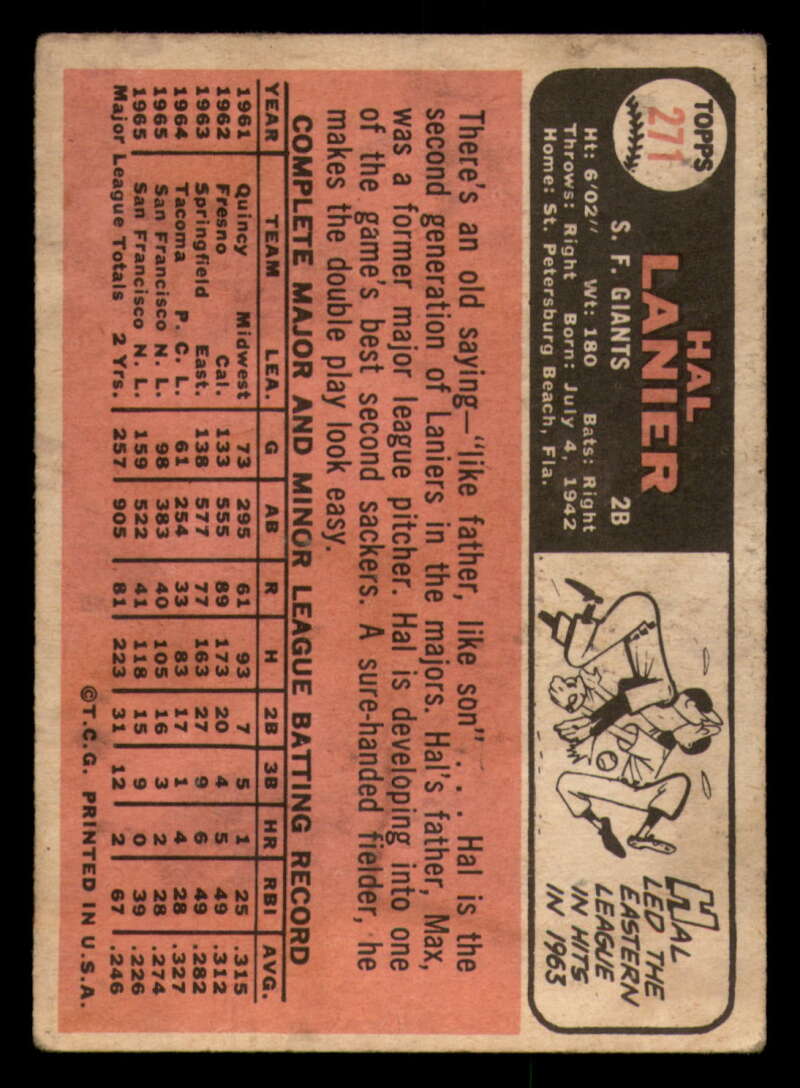 TOPPS
271
HAL
LANIER
S. F. GIANTS 2B
Ht: 6'02" Wt: 180 Bats: Right
Throws: Right Born: July 4, 1942
Home: St. Petersburg Beach, Fla.
HAL
LED THE
EASTERN
LEAGUE
IN HITS
IN 1963
There's an old saying—"like father, like son" . . . Hal is the
second generation of Laniers in the majors. Hal's father, Max,
was a former major league pitcher. Hal is developing into one
of the game's best second sackers. A sure-handed fielder, he
makes the double play look easy.
COMPLETE MAJOR AND MINOR LEAGUE BATTING RECORD
YEAR TEAM LEA. G AB R H 2B 3B HR RBI AVG.
1961 Quincy Midwest 73 295 61 93 7 5 1 25 .315
1962 Fresno Cal. 133 555 89 173 20 4 5 49 .312
1963 Springfield East. 138 577 77 163 27 9 6 49 .282
1964 Tacoma P. C. L. 61 254 33 83 17 1 4 28 .327
1965 San Francisco N. L. 98 383 40 105 16 3 2 28 .274
1965 San Francisco N. L. 159 522 41 118 15 9 0 39 .226
Major League Totals 2 Yrs. 257 905 81 223 31 12 2 67 .246
©T.C.G. PRINTED IN U.S.A.